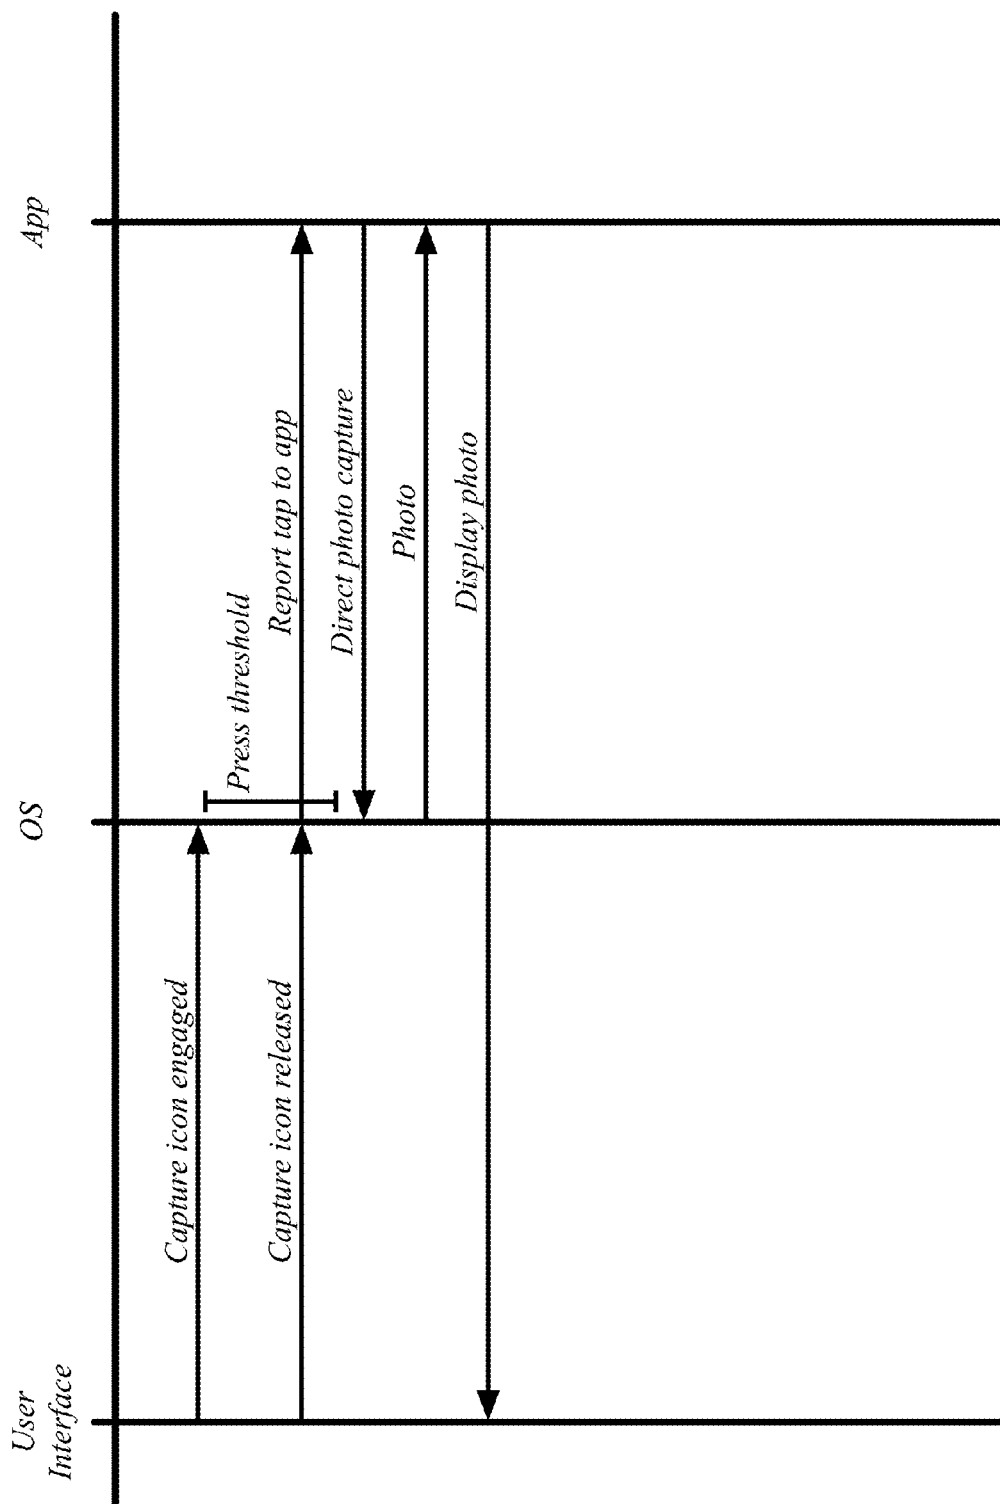 User
Interface
OS
App
Capture icon engaged
Press threshold
Capture icon released
Report tap to app
Direct photo capture
Photo
Display photo